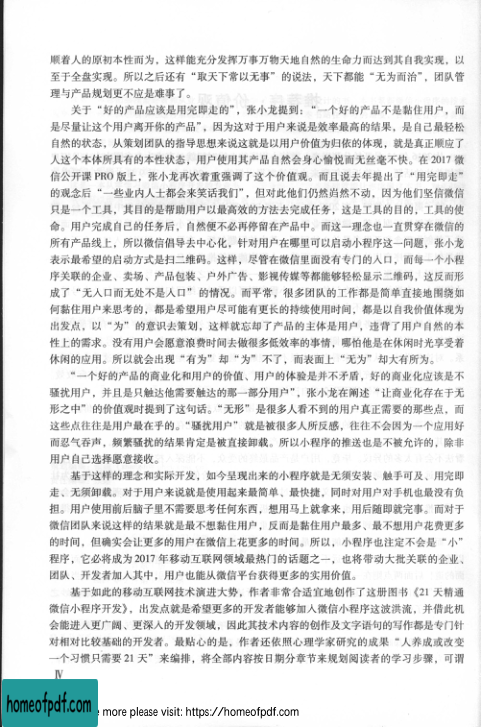 顺着人的原初本性而为，这样能充分发挥万事万物天地自然的生命力而达到其自我实现，以
至于全盘实现。所以之后还有“取天下常以无事”的说法，天下都能“无为而治”，团队管
理与产品规划更不应是难事了。
关于“好的产品应该是用完即走的”，张小龙提到：“一个好的产品不是黏住用户，而
是尽量让这个用户离开你的产品”，因为这对于用户来说是效率最高的结果，是自己最轻松
自然的状态，从策划团队的指导思想来说这就是以用户价值为归依的体现，就是真正顺应了
人这个本体所具有的本性状态，用户使用其产品自然会身心愉悦而无丝毫不快。在 2017 微
信公开课 PRO 版上，张小龙再次着重强调了这个价值观。而且说去年提出了“用完即走”
的观念后“一些业内人士都会来笑话我们”，但对此他们仍然岿然不动，因为他们坚信微信
只是一个工具，其目的是帮助用户以最高效的方法去完成任务，这是工具的目的，工具的使
命。用户完成自己的任务后，自然便不必再停留在产品中。而这一理念也一直贯穿在微信的
所有产品线上，所以微信倡导去中心化，针对用户在哪里可以启动小程序这一问题，张小龙
表示最希望的启动方式是扫二维码。这样，尽管在微信里面没有专门的入口，而每一个小程
序关联的企业、卖场、产品包装、户外广告、影视传媒等都能够轻松显示二维码，这反而形
成了“无入口而无处不是入口”的情况。而平常，很多团队的工作都是简单直接地围绕如
何黏住用户来思考的，都是希望用户尽可能有更长的持续使用时间，都是以自我价值体现为
出发点，以“为”的意识去策划，这样就忘却了产品的主体是用户，违背了用户自然的本
性上的需求。没有用户会愿意浪费时间去做很多低效率的事情，哪怕他是在休闲时光享受着
休闲的应用。所以就会出现“有为”却“为”不了，而表面上“无为”却大有所为。
“一个好的产品的商业化和用户的价值、用户的体验是并不矛盾，好的商业化应该是不
骚扰用户，并且是只触达他需要触达的那一部分用户”，张小龙在阐述“让商业化存在于无
形之中”的价值观时提到了这句话。“无形”是很多人看不到的用户真正需要的那些点，而
这些点往往是用户最在乎的。“骚扰用户”就是被很多人所反感，往往不会因为一个应用好
而忍气吞声，频繁骚扰的结果肯定是被直接卸载。所以小程序的推送也是不被允许的，除非
用户自己选择愿意接收。
基于这样的理念和实际开发，如今呈现出来的小程序就是无须安装、触手可及、用完即
走、无须卸载。对于用户来说就是使用起来最简单、最快捷，同时对用户对手机也最没有负
担。用户使用前后脑子里不需要思考任何东西，想用马上就拿来，用后随即就完事。而对于
微信团队来说这样的结果就是最不想黏住用户，反而是黏住用户最多、最不想用户花费更多
的时间，但确实会让更多的用户在微信上花更多的时间。所以，小程序也注定不会是“小”
程序，它必将成为 2017 年移动互联网领域最热门的话题之一，也将带动大批关联的企业、
团队、开发者加入其中，用户也能从微信平台获得更多的实用价值。
基于如此的移动互联网技术演进大势，作者非常合适宜地创作了这册图书《21 天精通
微信小程序开发》，出发点就是希望更多的开发者能够加入微信小程序这波洪流，并借此机
会能进入更广阔、更深入的开发领域，因此其技术内容的创作及文字语句的写作都是专门针
对相对比较基础的开发者。最贴心的是，作者还依照心理学家研究的成果“人养成或改变
一个习惯只需要 21 天”来编排，将全部内容按日期分章节来规划阅读者的学习步骤，可谓
IV
homeofpdf.com
e more please visit: https://homeofpdf.com